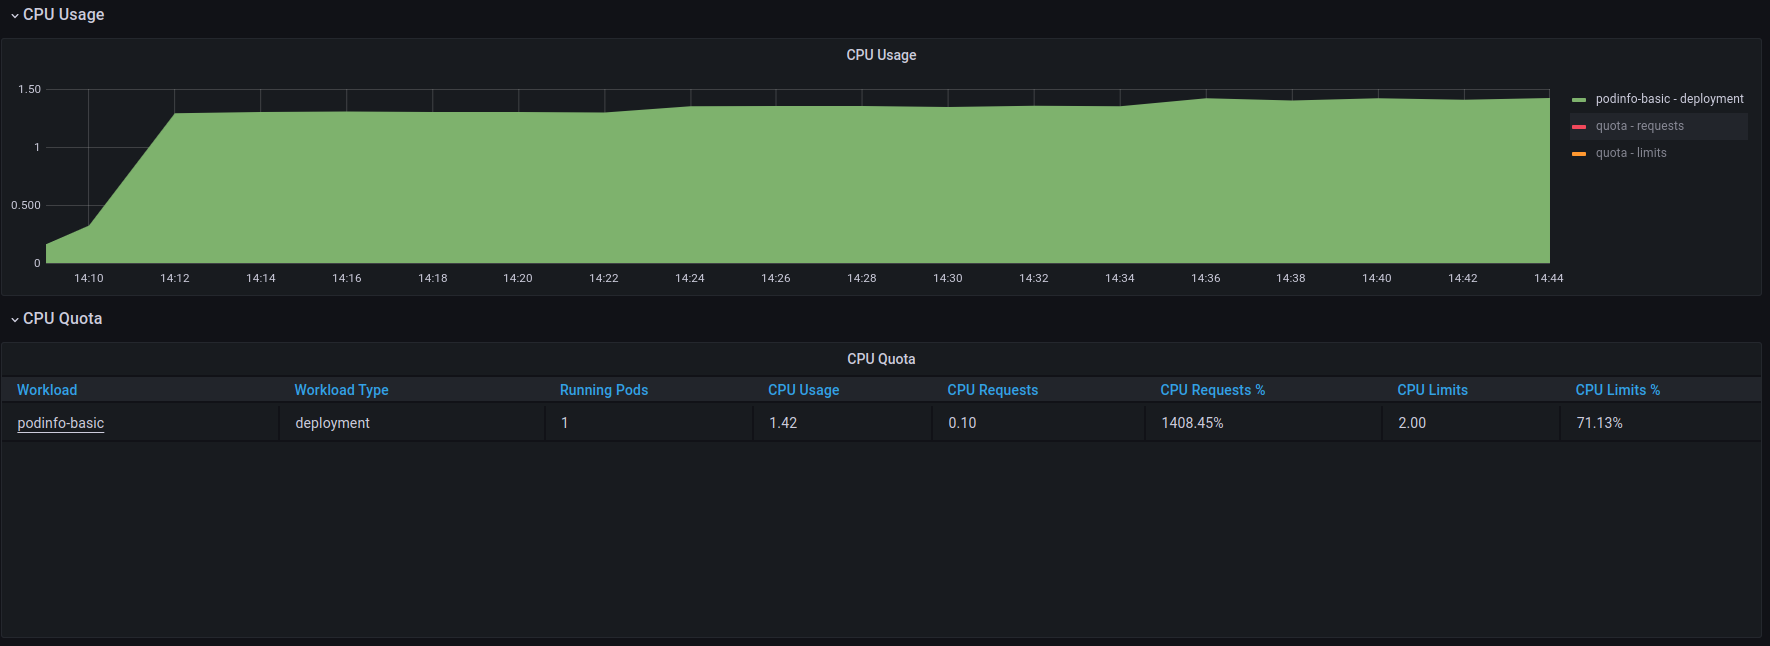 CPU Usage
CPU Usage
1.50
1
0.500
0
14:10 14:12 14:14 14:16 14:18 14:20 14:22 14:24 14:26 14:28 14:30 14:32 14:34 14:36 14:38 14:40 14:42 14:44
podinfo-basic - deployment
quota - requests
quota - limits
CPU Quota
CPU Quota
Workload Workload Type Running Pods CPU Usage CPU Requests CPU Requests % CPU Limits CPU Limits %
podinfo-basic deployment 1 1.42 0.10 1408.45% 2.00 71.13%